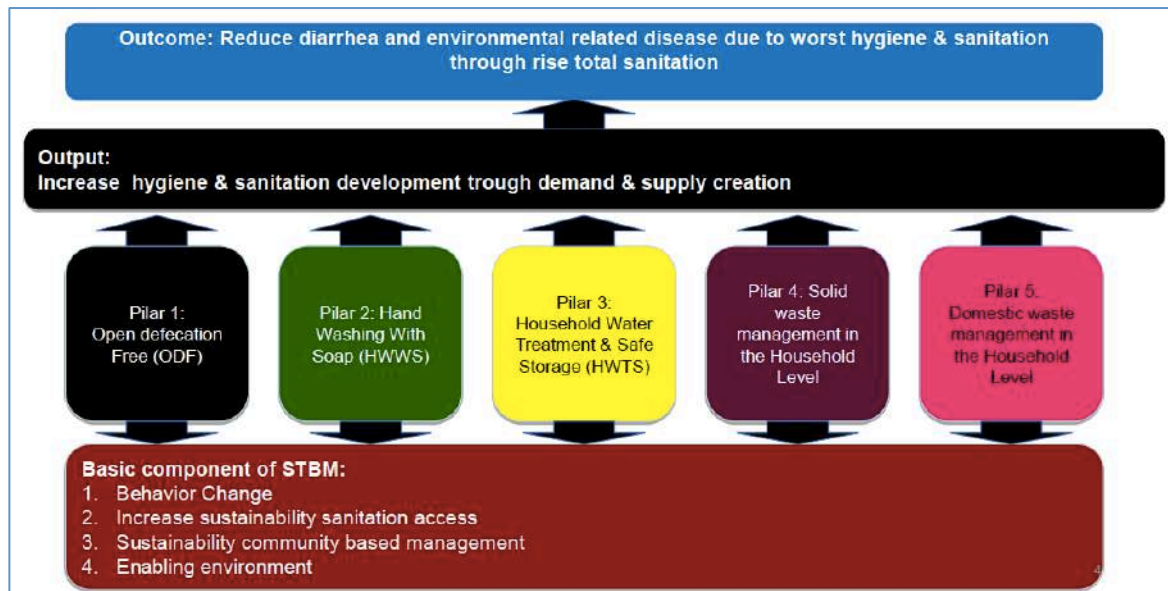 Outcome: Reduce diarrhea and environmental related disease due to worst hygiene & sanitation
through rise total sanitation
Output:
Increase hygiene & sanitation development trough demand & supply creation
Pilar 1:
Open defecation
Free (ODF)
Pilar 2: Hand
Washing With
Soap (HWWS)
Pilar 3:
Household Water
Treatment & Safe
Storage (HWTS)
Pilar 4: Solid
waste
management in
the Household
Level
Pilar 5:
Domestic waste
management in
the Household
Level
Basic component of STBM:
1. Behavior Change
2. Increase sustainability sanitation access
3. Sustainability community based management
4. Enabling environment
4